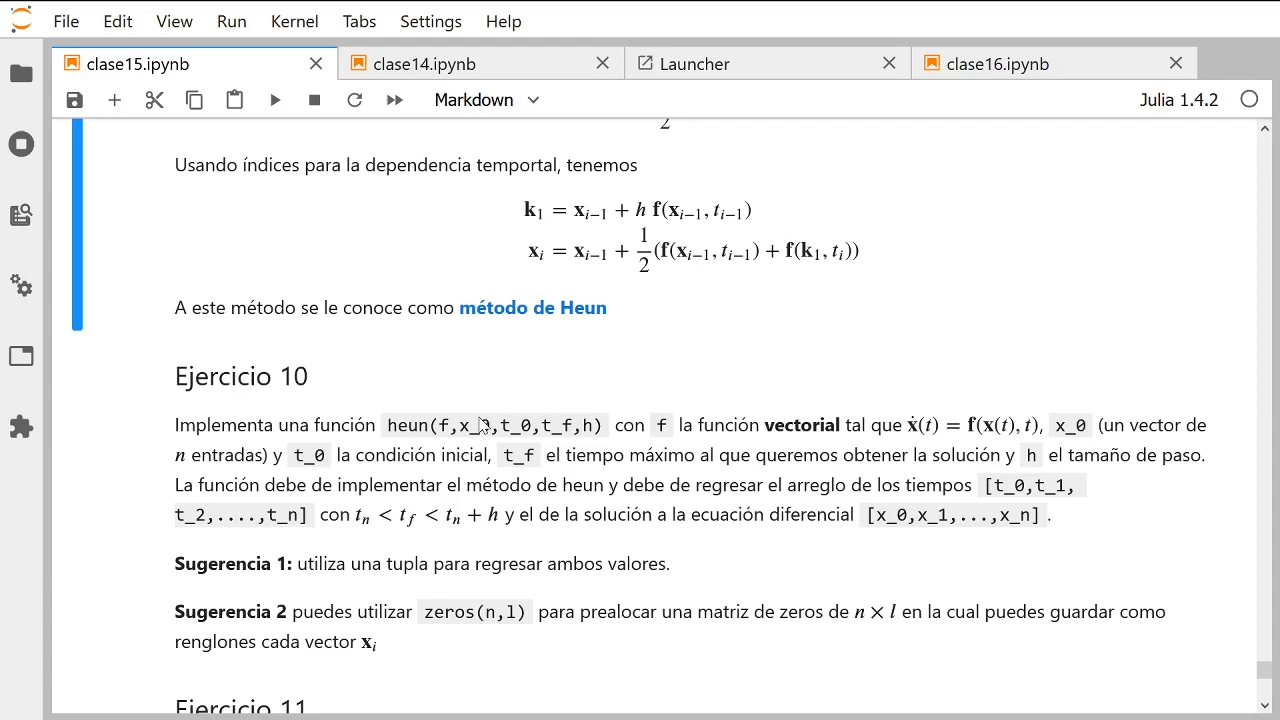 File Edit View Run Kernel Tabs Settings Help
clase15.ipynb
clase14.ipynb
Launcher
clase16.ipynb
Markdown
Julia 1.4.2
2
Usando índices para la dependencia temportal, tenemos
k₁ = xᵢ₋₁ + h f(xᵢ₋₁, tᵢ₋₁)
xᵢ = xᵢ₋₁ + 1/2 (f(xᵢ₋₁, tᵢ₋₁) + f(k₁, tᵢ))
A este método se le conoce como método de Heun
Ejercicio 10
Implementa una función heun(f,x_0,t_0,t_f,h) con f la función vectorial tal que ẋ(t) = f(x(t), t), x_0 (un vector de
n entradas) y t_0 la condición inicial, t_f el tiempo máximo al que queremos obtener la solución y h el tamaño de paso.
La función debe de implementar el método de heun y debe de regresar el arreglo de los tiempos [t_0,t_1,
t_2,....,t_n] con tₙ < t_f < tₙ + h y el de la solución a la ecuación diferencial [x_0,x_1,...,x_n].
Sugerencia 1: utiliza una tupla para regresar ambos valores.
Sugerencia 2 puedes utilizar zeros(n,l) para prealocar una matriz de zeros de n × l en la cual puedes guardar como
renglones cada vector xᵢ
Ejercicio 11